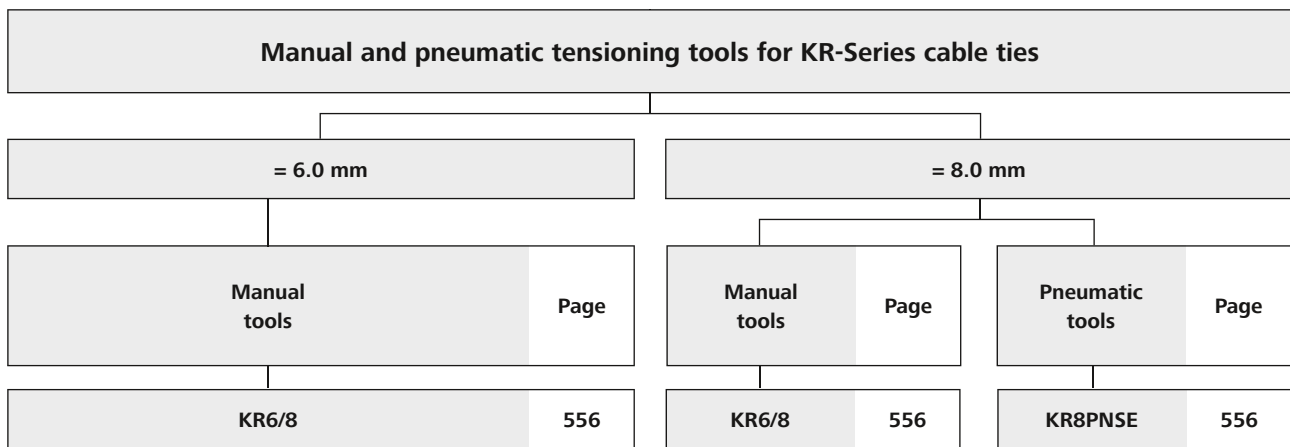 Manual and pneumatic tensioning tools for KR-Series cable ties
= 6.0 mm
= 8.0 mm
Manual
tools
Page
Manual
tools
Page
Pneumatic
tools
Page
KR6/8
556
KR6/8
556
KR8PNSE
556